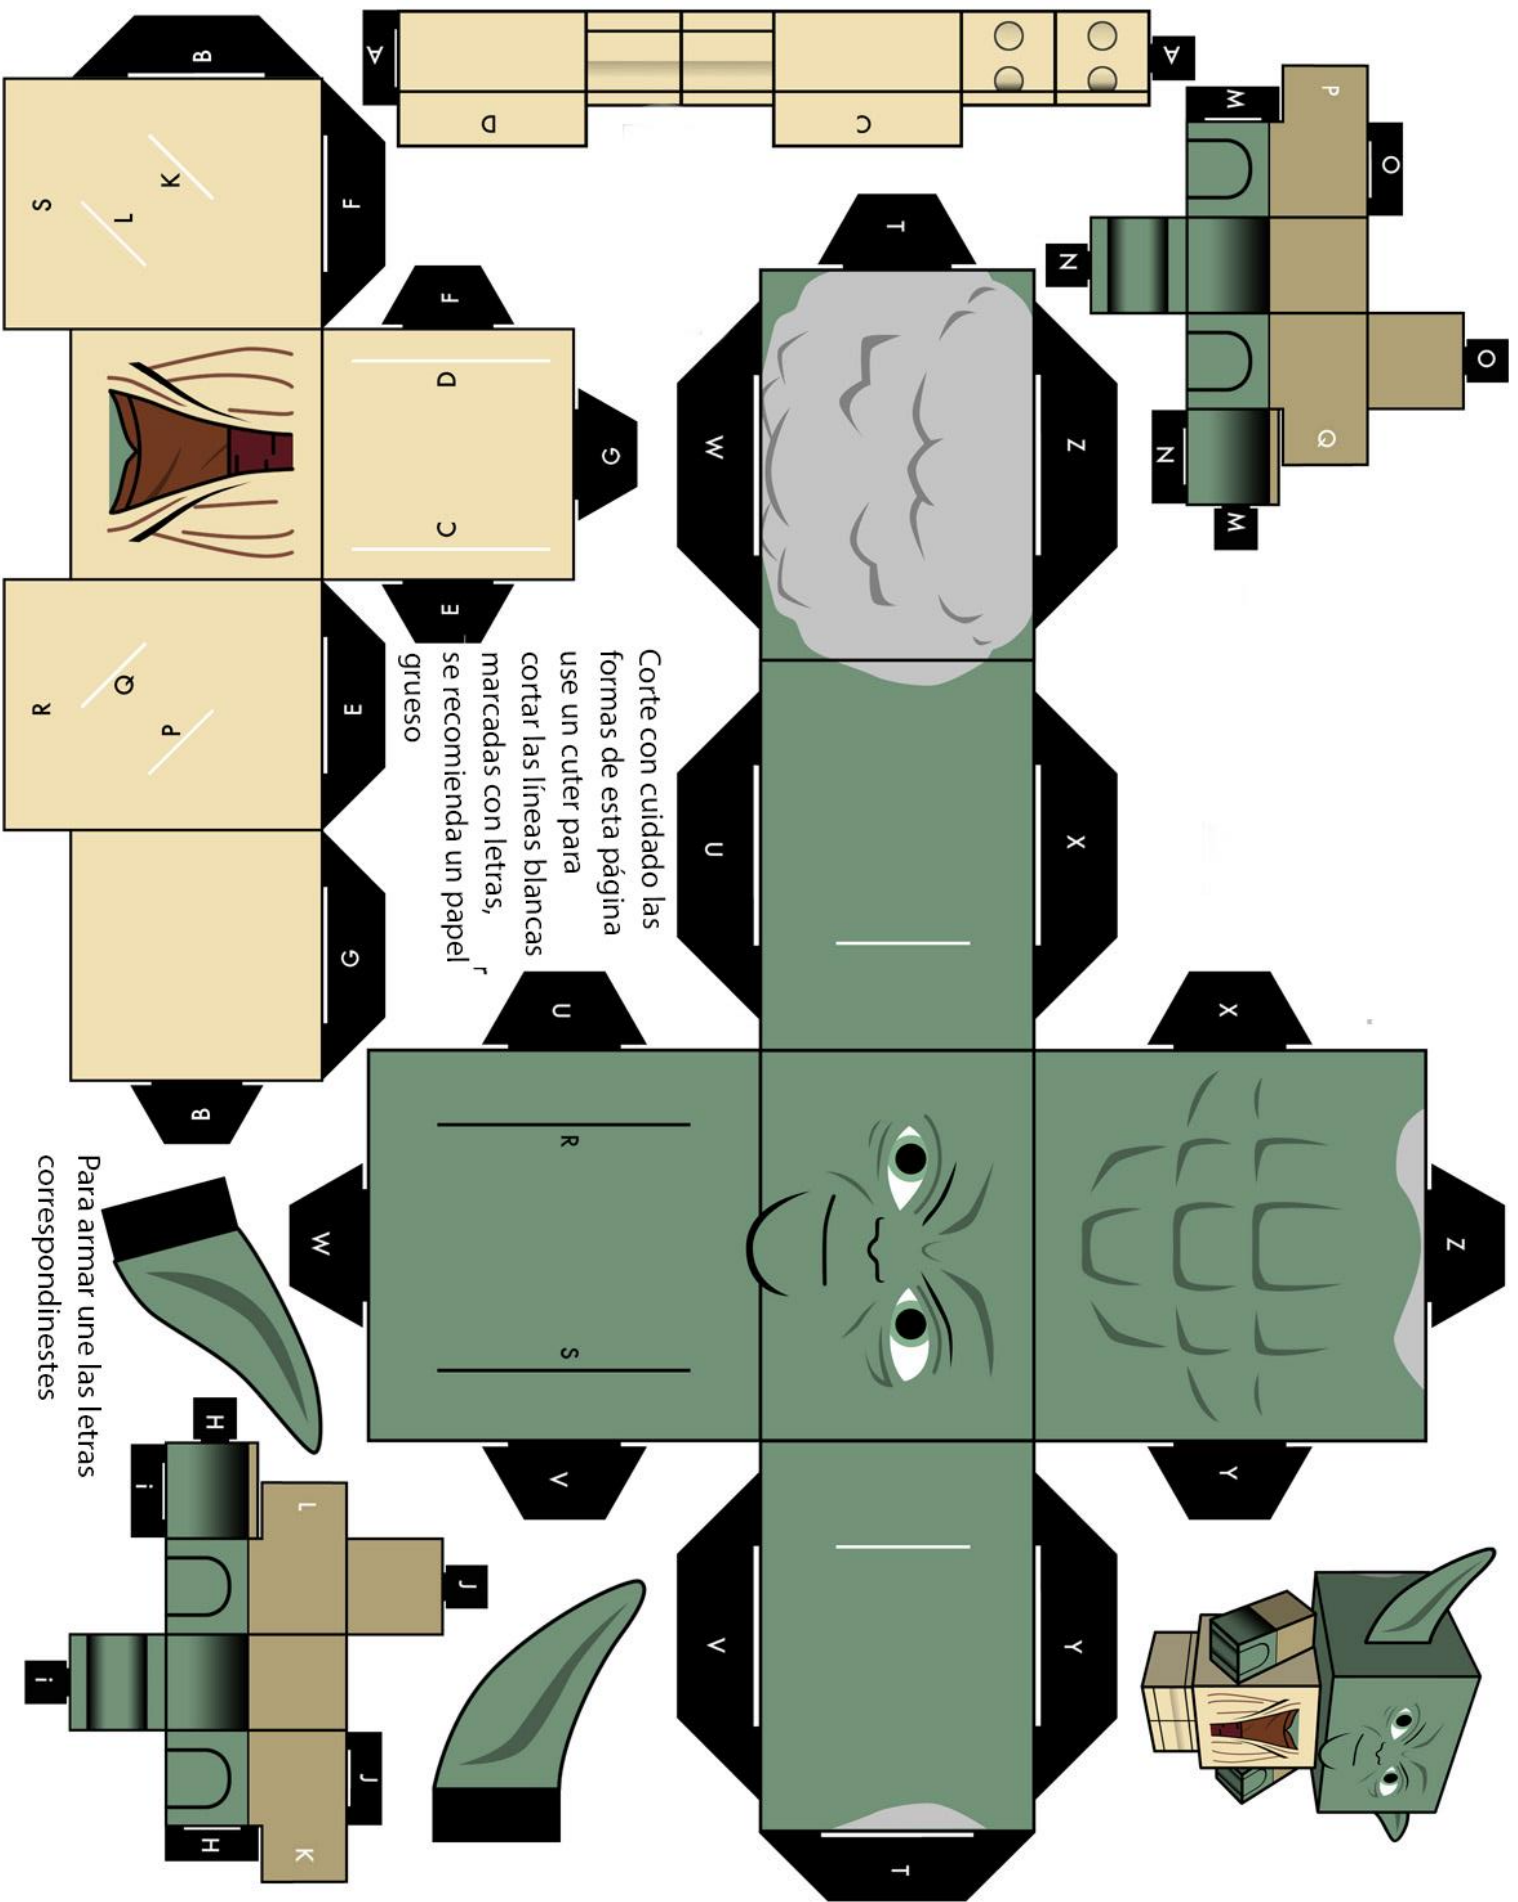 Corte con cuidado las
formas de esta página
use un cuter para
cortar las líneas blancas
marcadas con letras,
r
se recomienda un papel
grueso
Para armar une las letras
correspondinestes
A
A
D
C
B
F
S
K
L
F
D
C
G
E
E
R
Q
P
G
B
T
W
Z
U
X
U
X
R
S
W
Z
V
Y
V
Y
T
P
O
W
N
O
Q
N
W
H
i
L
J
i
J
H
K